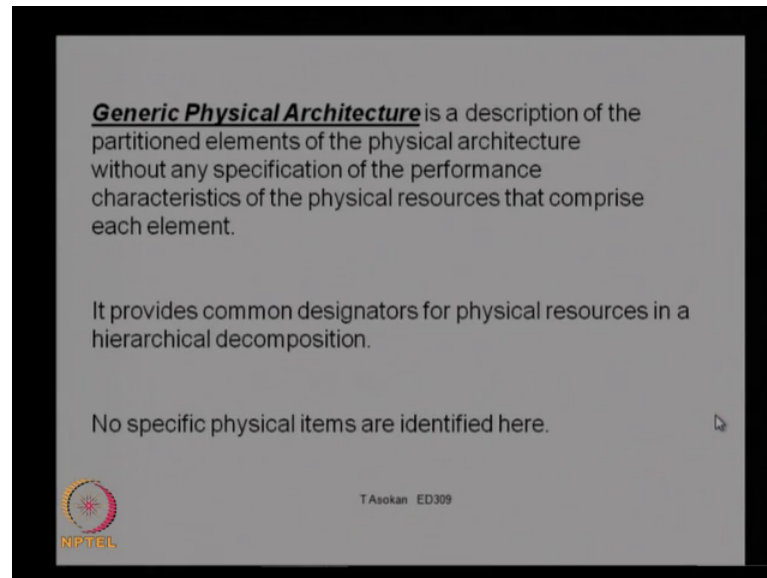 Generic Physical Architecture is a description of the
partitioned elements of the physical architecture
without any specification of the performance
characteristics of the physical resources that comprise
each element.
It provides common designators for physical resources in a
hierarchical decomposition.
No specific physical items are identified here.
T Asokan ED309
NPTEL